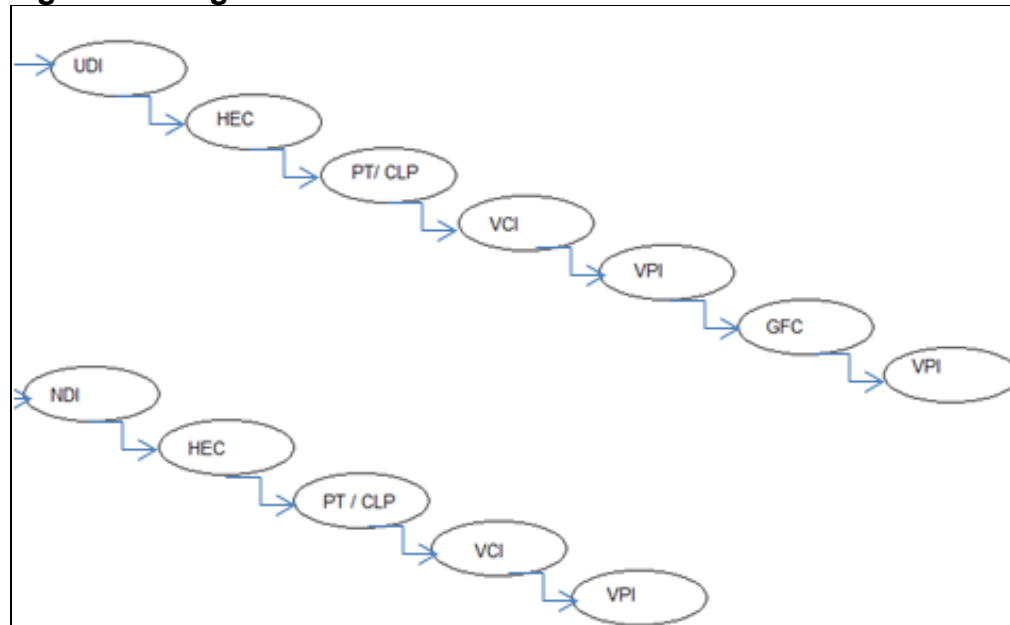 UDI
HEC
PT/ CLP
VCI
VPI
GFC
VPI
NDI
HEC
PT / CLP
VCI
VPI